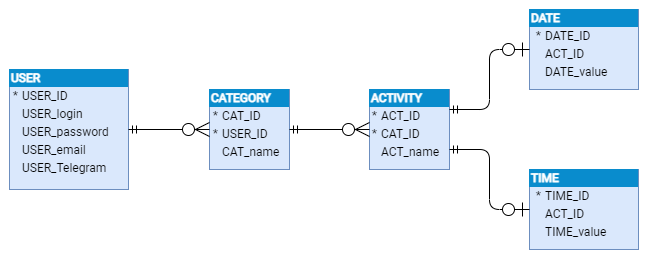 USER
* USER_ID
USER_login
USER_password
USER_email
USER_Telegram
CATEGORY
* CAT_ID
* USER_ID
CAT_name
ACTIVITY
* ACT_ID
* CAT_ID
ACT_name
DATE
* DATE_ID
ACT_ID
DATE_value
TIME
* TIME_ID
ACT_ID
TIME_value